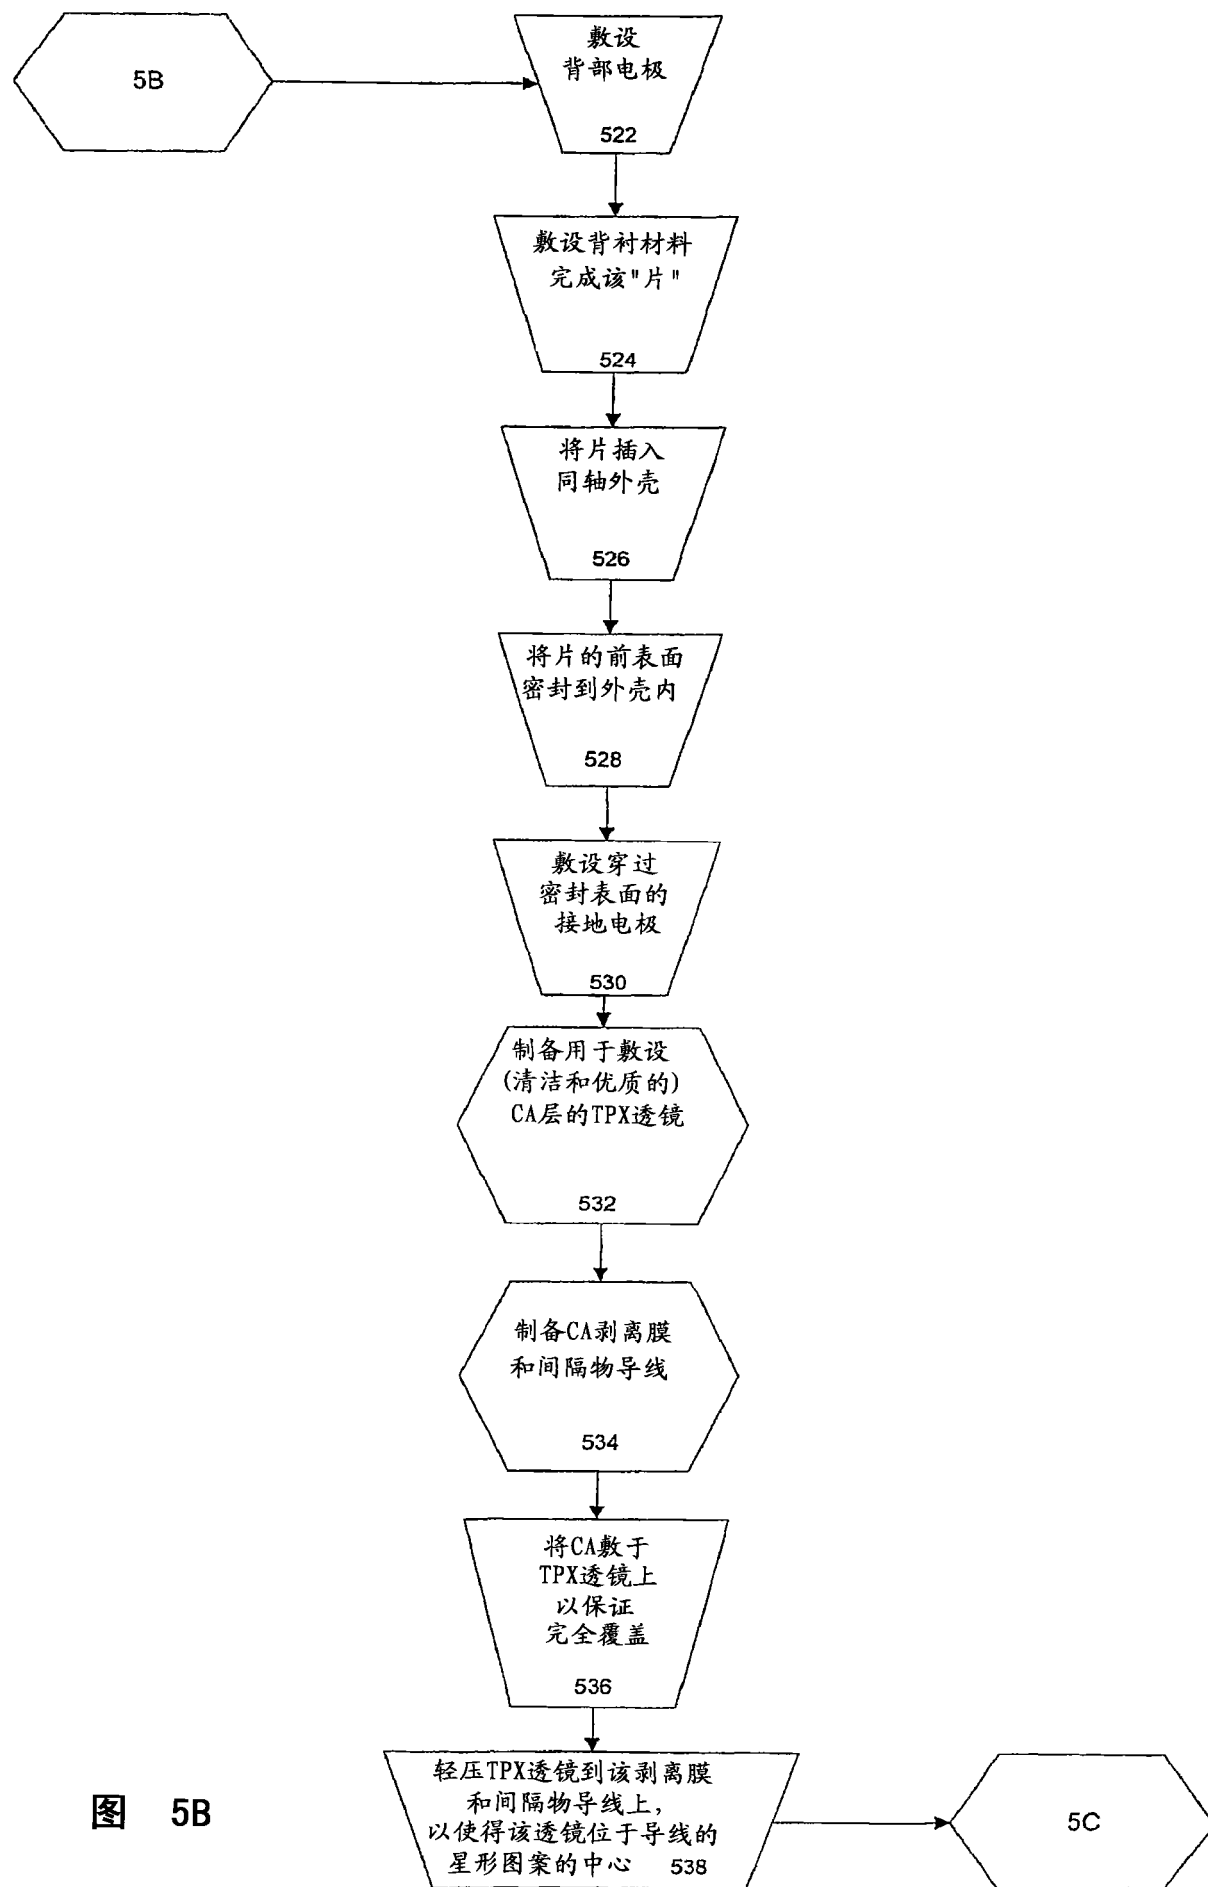 5B
敷设
背部电极
522
敷设背衬材料
完成该"片"
524
将片插入
同轴外壳
526
将片的前表面
密封到外壳内
528
敷设穿过
密封表面的
接地电极
530
制备用于敷设
(清洁和优质的)
CA层的TPX透镜
532
制备CA剥离膜
和间隔物导线
534
将CA敷于
TPX透镜上
以保证
完全覆盖
536
轻压TPX透镜到该剥离膜
和间隔物导线上，
以使得该透镜位于导线的
星形图案的中心 538
5C
图 5B